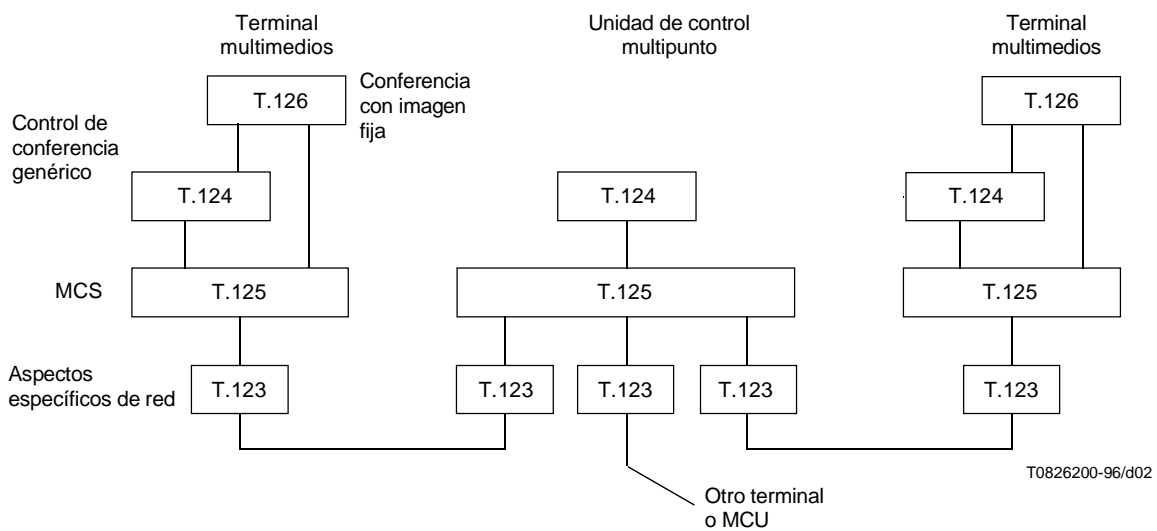 Terminal
multimedios
Unidad de control
multipunto
Terminal
multimedios
T.126
Conferencia
con imagen
fija
T.126
Control de
conferencia
genérico
T.124
T.124
T.124
MCS
T.125
T.125
T.125
Aspectos
específicos de red
T.123
T.123
T.123
T.123
T.123
T0826200-96/d02
Otro terminal
o MCU